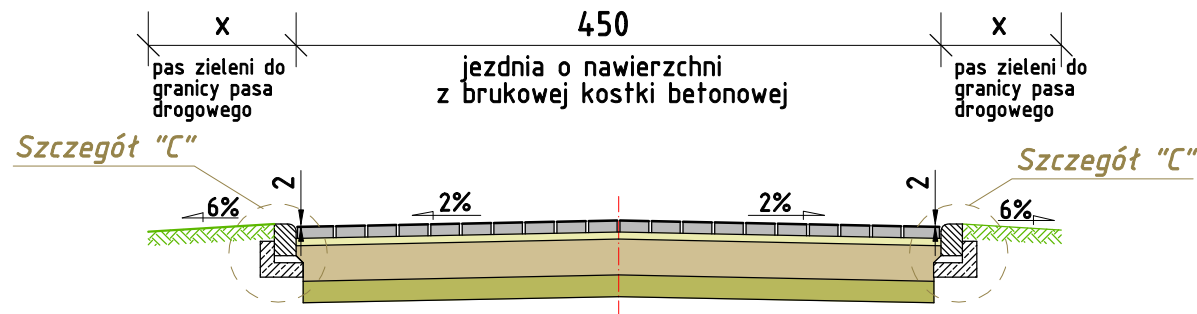 x 450 x
pas zieleni do
granicy pasa
drogowego
jezdnia o nawierzchni
z brukowej kostki betonowej
pas zieleni do
granicy pasa
drogowego
Szczegół "C"
Szczegół "C"
6% 2 2% 2% 2 6%